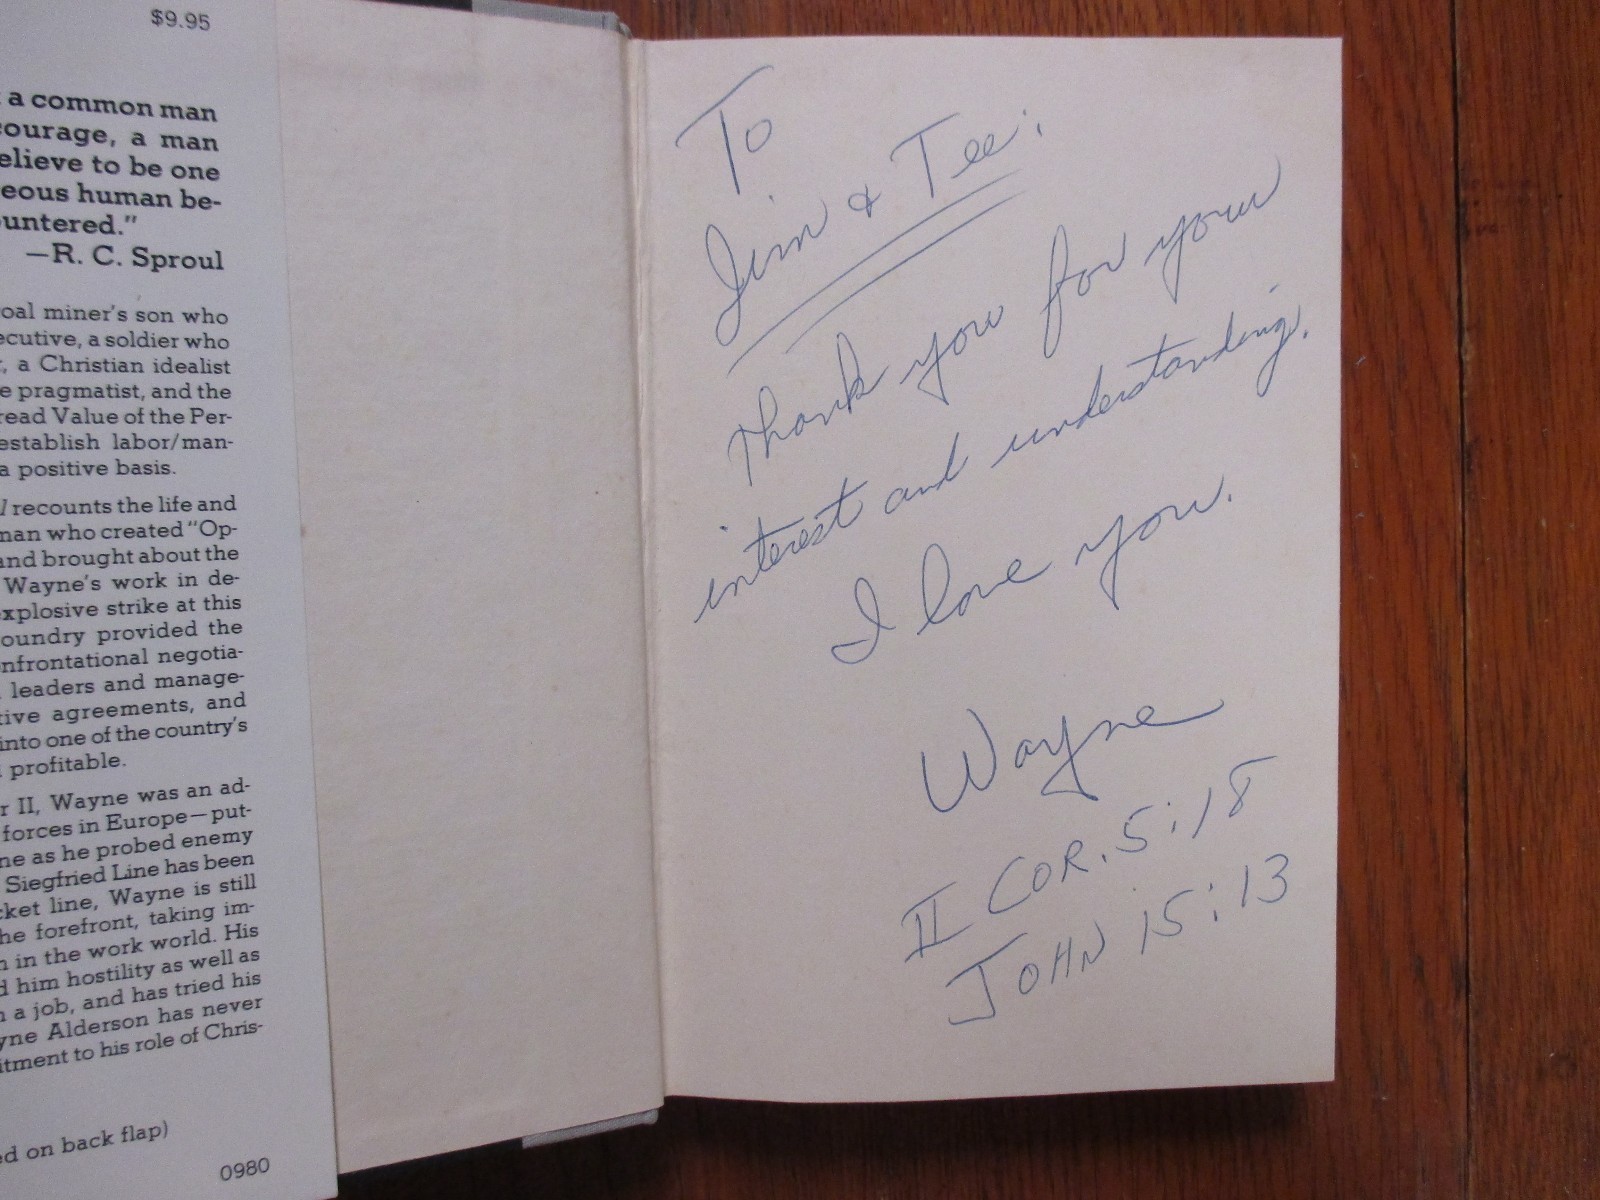 $9.95
a common man
courage, a man
elieve to be one
eous human be-
untered."
—R. C. Sproul
oal miner's son who
ecutive, a soldier who
, a Christian idealist
e pragmatist, and the
read Value of the Per-
establish labor/man-
a positive basis.
l recounts the life and
man who created "Op-
and brought about the
Wayne's work in de-
explosive strike at this
oundry provided the
nfrontational negotia-
leaders and manage-
tive agreements, and
into one of the country's
profitable.
r II, Wayne was an ad-
forces in Europe—put-
ne as he probed enemy
Siegfried Line has been
cket line, Wayne is still
he forefront, taking im-
n in the work world. His
d him hostility as well as
n a job, and has tried his
yne Alderson has never
itment to his role of Chris-
ed on back flap)
0980
To
Jim & Tee:
Thank you for your
interest and understanding.
I love you.
Wayne
II COR. 5:18
JOHN 15:13